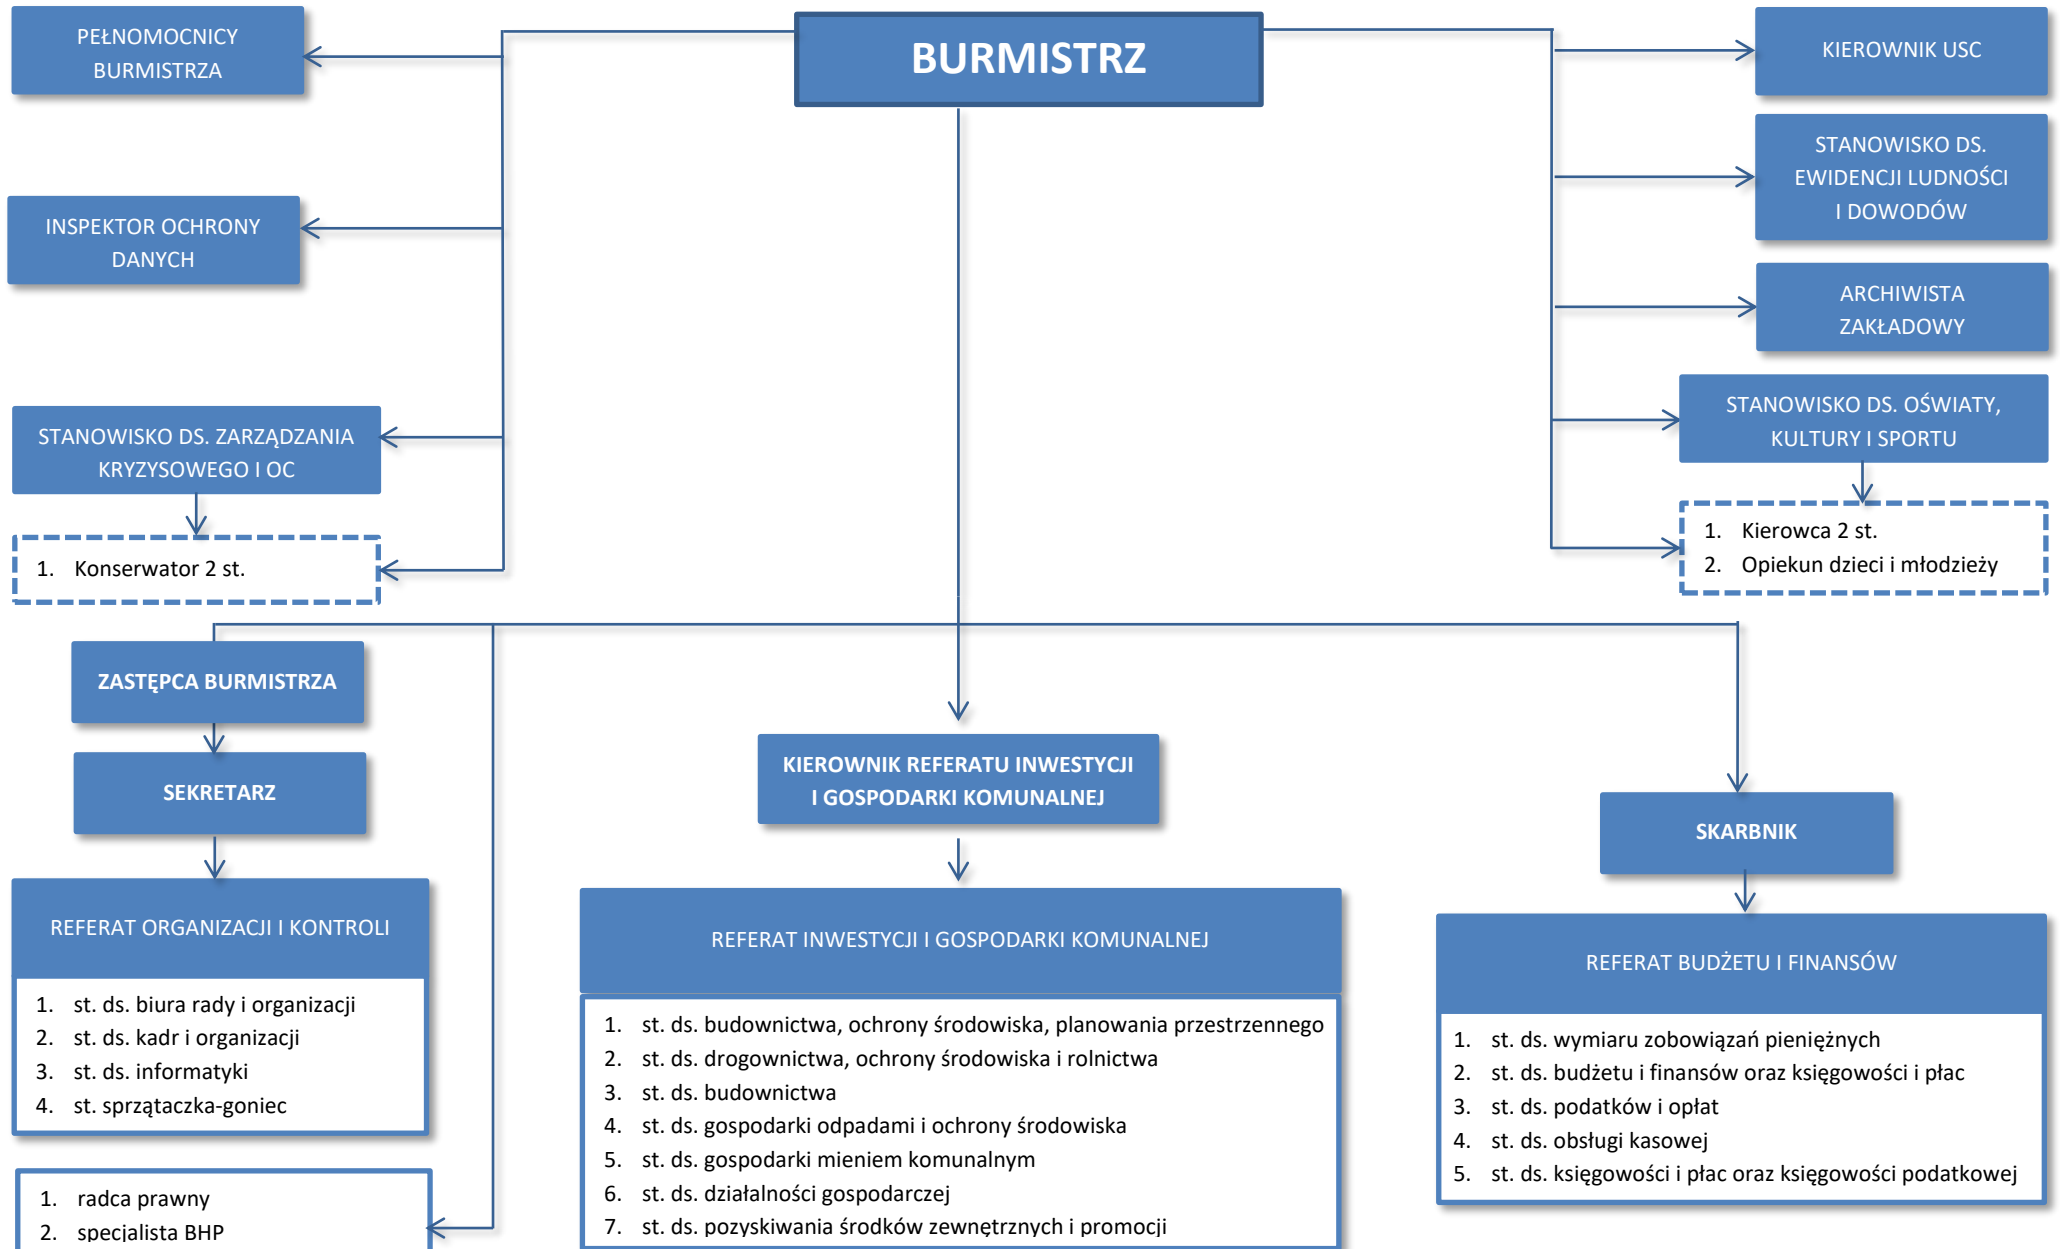 BURMISTRZ
PEŁNOMOCNICY
BURMISTRZA
INSPEKTOR OCHRONY
DANYCH
STANOWISKO DS. ZARZĄDZANIA
KRYZYSOWEGO I OC
1. Konserwator 2 st.
KIEROWNIK USC
STANOWISKO DS.
EWIDENCJI LUDNOŚCI
I DOWODÓW
ARCHIWISTA
ZAKŁADOWY
STANOWISKO DS. OŚWIATY,
KULTURY I SPORTU
1. Kierowca 2 st.
2. Opiekun dzieci i młodzieży
ZASTĘPCA BURMISTRZA
SEKRETARZ
REFERAT ORGANIZACJI I KONTROLI
1. st. ds. biura rady i organizacji
2. st. ds. kadr i organizacji
3. st. ds. informatyki
4. st. sprzątaczka-goniec
1. radca prawny
2. specjalista BHP
KIEROWNIK REFERATU INWESTYCJI
I GOSPODARKI KOMUNALNEJ
REFERAT INWESTYCJI I GOSPODARKI KOMUNALNEJ
1. st. ds. budownictwa, ochrony środowiska, planowania przestrzennego
2. st. ds. drogownictwa, ochrony środowiska i rolnictwa
3. st. ds. budownictwa
4. st. ds. gospodarki odpadami i ochrony środowiska
5. st. ds. gospodarki mieniem komunalnym
6. st. ds. działalności gospodarczej
7. st. ds. pozyskiwania środków zewnętrznych i promocji
SKARBNIK
REFERAT BUDŻETU I FINANSÓW
1. st. ds. wymiaru zobowiązań pieniężnych
2. st. ds. budżetu i finansów oraz księgowości i płac
3. st. ds. podatków i opłat
4. st. ds. obsługi kasowej
5. st. ds. księgowości i płac oraz księgowości podatkowej